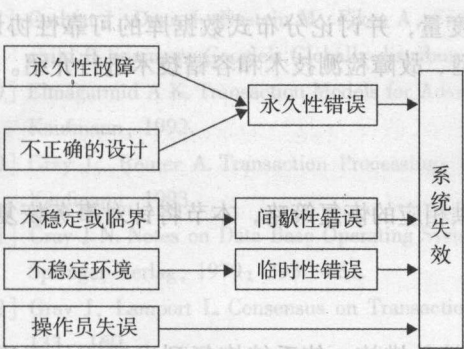 永久性故障
永久性错误
不正确的设计
系统失效
不稳定或临界
间歇性错误
不稳定环境
临时性错误
操作员失误